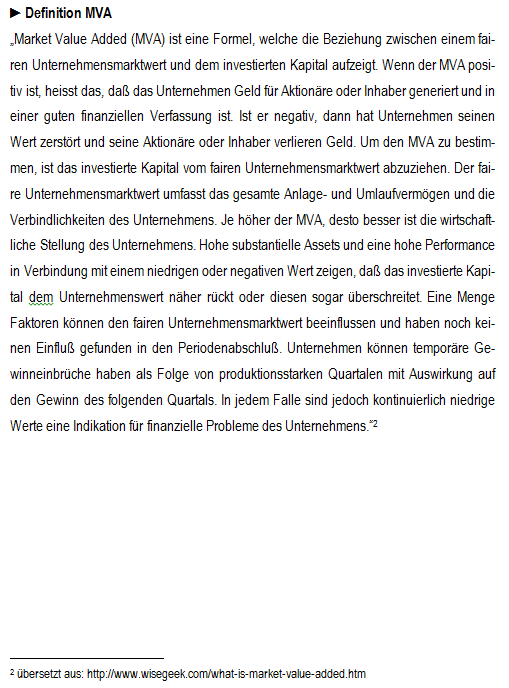 ► Definition MVA
„Market Value Added (MVA) ist eine Formel, welche die Beziehung zwischen einem fai-
ren Unternehmensmarktwert und dem investierten Kapital aufzeigt. Wenn der MVA posi-
tiv ist, heisst das, daß das Unternehmen Geld für Aktionäre oder Inhaber generiert und in
einer guten finanziellen Verfassung ist. Ist er negativ, dann hat Unternehmen seinen
Wert zerstört und seine Aktionäre oder Inhaber verlieren Geld. Um den MVA zu bestim-
men, ist das investierte Kapital vom fairen Unternehmensmarktwert abzuziehen. Der fai-
re Unternehmensmarktwert umfasst das gesamte Anlage- und Umlaufvermögen und die
Verbindlichkeiten des Unternehmens. Je höher der MVA, desto besser ist die wirtschaft-
liche Stellung des Unternehmens. Hohe substantielle Assets und eine hohe Performance
in Verbindung mit einem niedrigen oder negativen Wert zeigen, daß das investierte Kapi-
tal dem Unternehmenswert näher rückt oder diesen sogar überschreitet. Eine Menge
Faktoren können den fairen Unternehmensmarktwert beeinflussen und haben noch kei-
nen Einfluß gefunden in den Periodenabschluß. Unternehmen können temporäre Ge-
winneinbrüche haben als Folge von produktionsstarken Quartalen mit Auswirkung auf
den Gewinn des folgenden Quartals. In jedem Falle sind jedoch kontinuierlich niedrige
Werte eine Indikation für finanzielle Probleme des Unternehmens.“2
2 übersetzt aus: http://www.wisegeek.com/what-is-market-value-added.htm